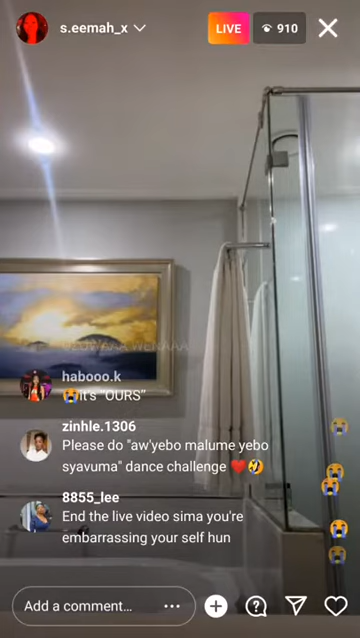 s.eemah_x
LIVE
910
habooo.k
😭It's "OURS"
zinhle.1306
Please do "aw'yebo malume yebo
syavuma" dance challenge ❤️🤣
8855_lee
End the live video sima you're
embarrassing your self hun
Add a comment...